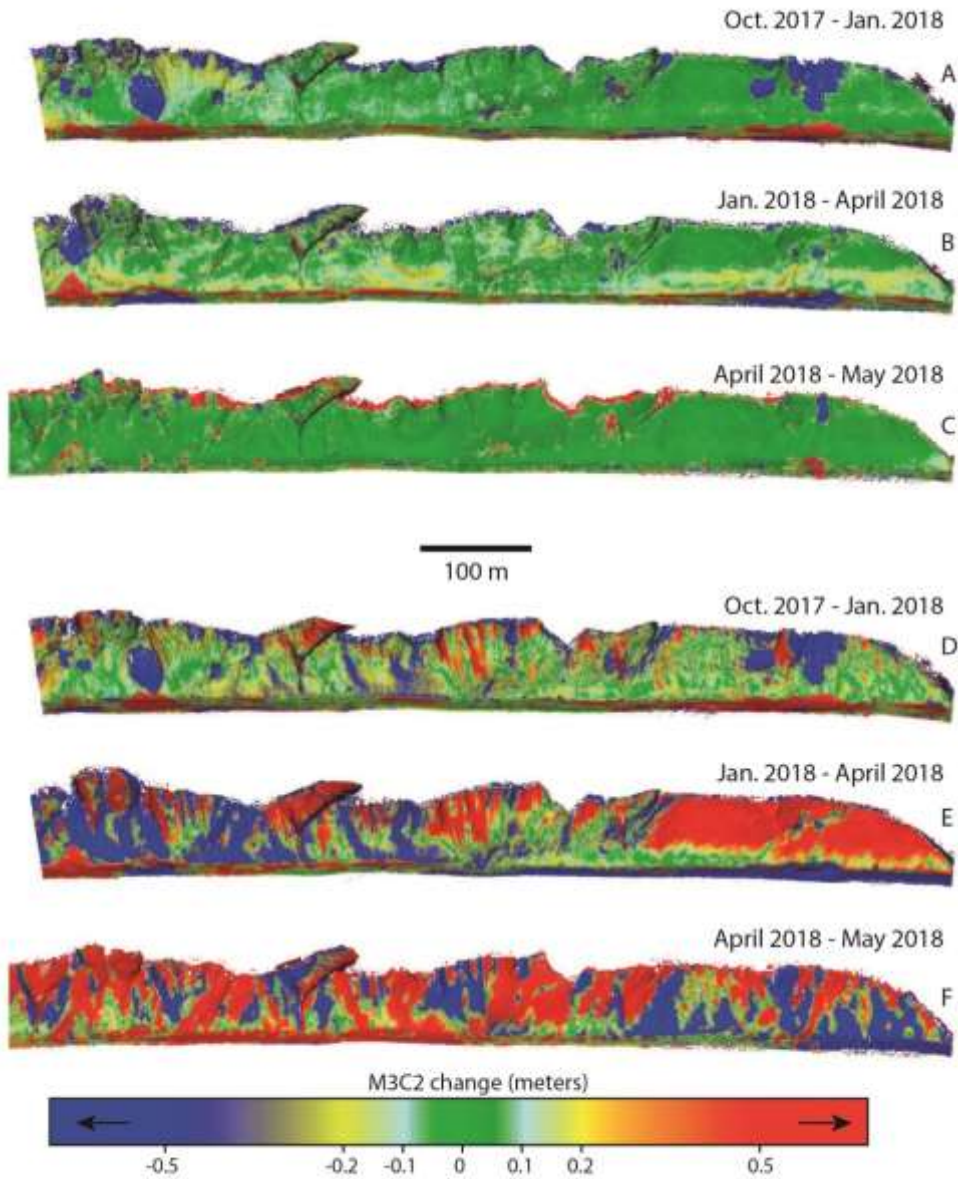 Oct. 2017 - Jan. 2018
A
Jan. 2018 - April 2018
B
April 2018 - May 2018
C
100 m
Oct. 2017 - Jan. 2018
D
Jan. 2018 - April 2018
E
April 2018 - May 2018
F
M3C2 change (meters)
-0.5 -0.2 -0.1 0 0.1 0.2 0.5